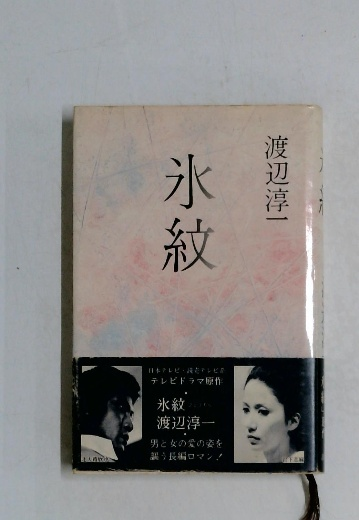 渡辺淳一
氷紋
日本テレビ・読売テレビ系
テレビドラマ原作
氷紋
渡辺淳一
男と女の愛の姿を
謳う長編ロマン!